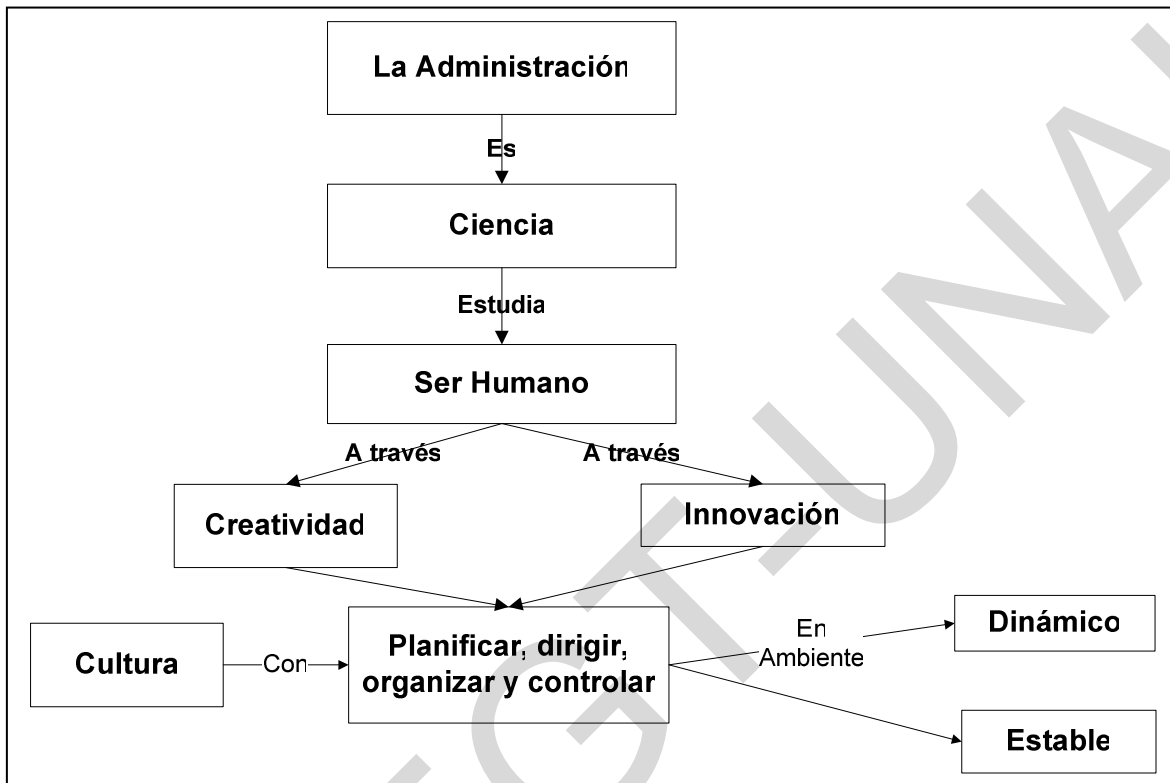 La Administración
Es
Ciencia
Estudia
Ser Humano
A través
A través
Creatividad
Innovación
Cultura
Con
Planificar, dirigir,
organizar y controlar
En
Ambiente
Dinámico
Estable